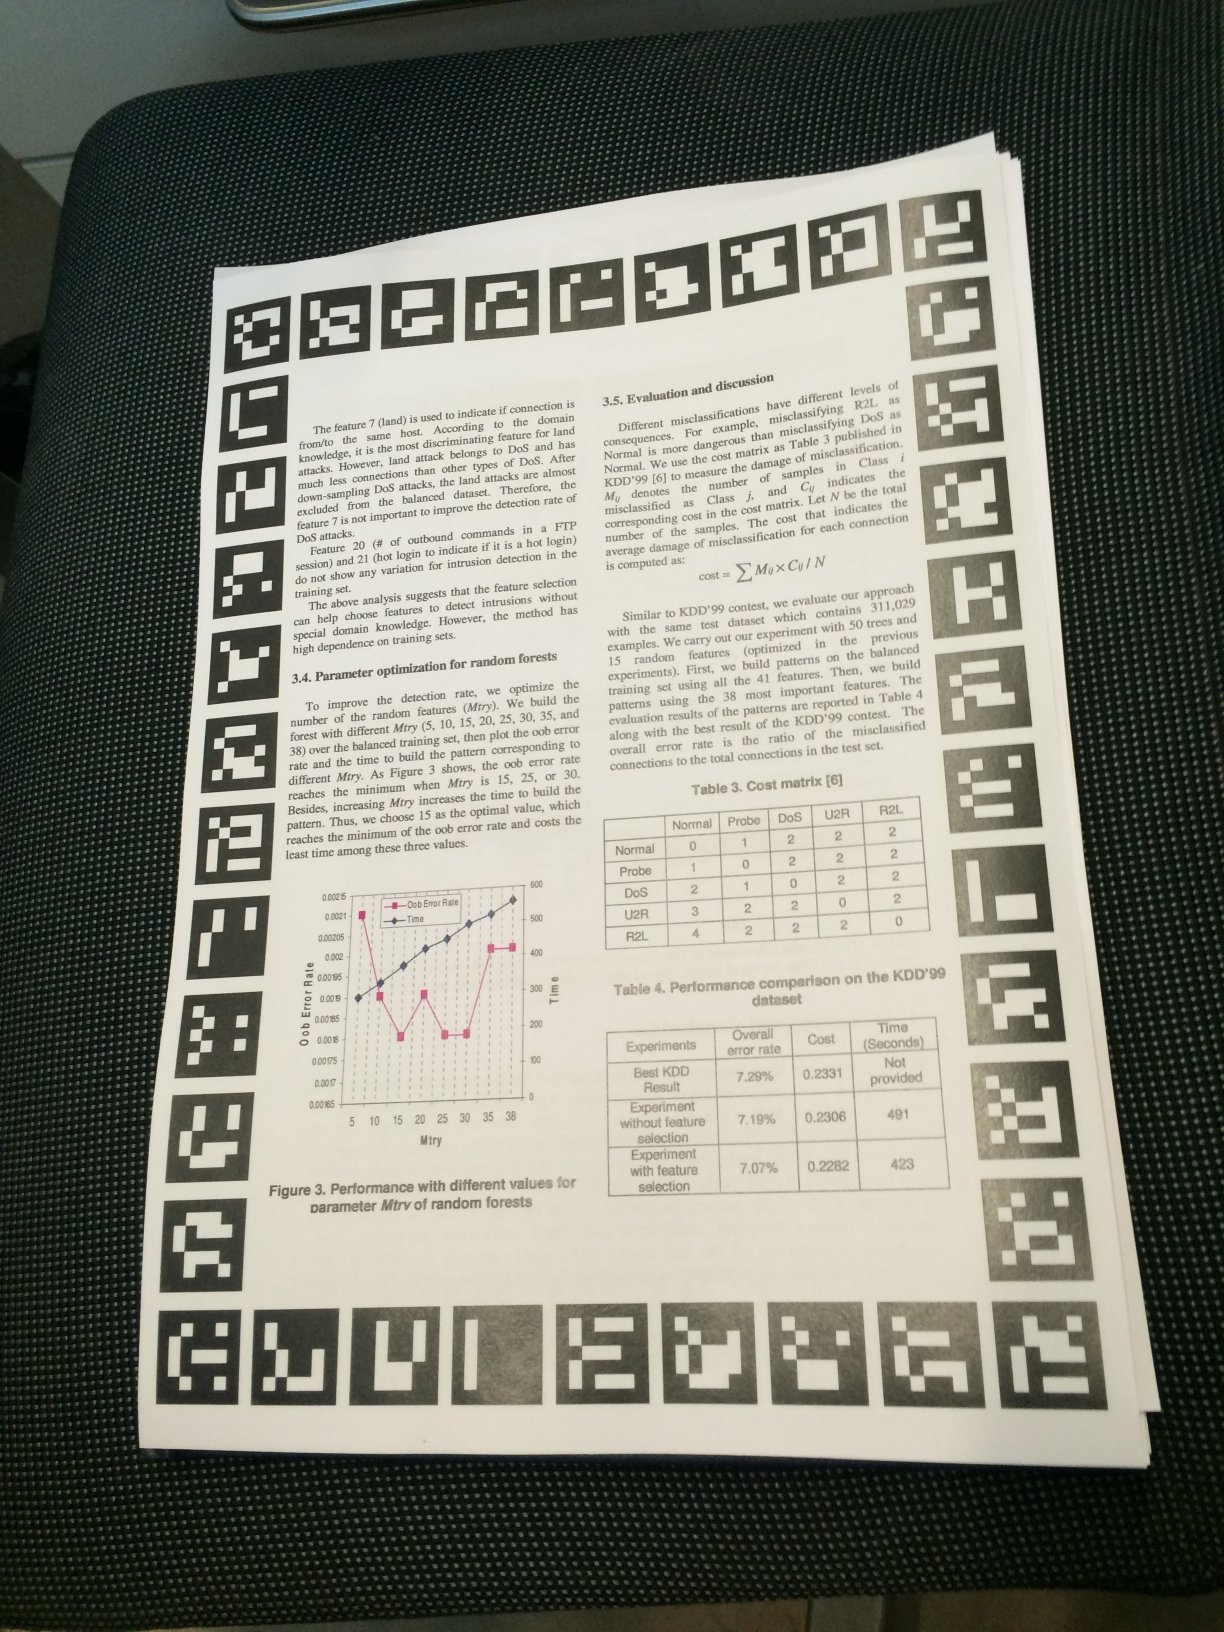 The feature 7 (land) is used to indicate if connection is
from/to the same host. According to the domain
knowledge, it is the most discriminating feature for land
attacks. However, land attack belongs to DoS and has
much less connections than other types of DoS. After
down-sampling DoS attacks, the land attacks are almost
excluded from the balanced dataset. Therefore, the
feature 7 is not important to improve the detection rate of
DoS attacks.
Feature 20 (# of outbound commands in a FTP
session) and 21 (hot login to indicate if it is a hot login)
do not show any variation for intrusion detection in the
training set.
The above analysis suggests that the feature selection
can help choose features to detect intrusions without
special domain knowledge. However, the method has
high dependence on training sets.
3.4. Parameter optimization for random forests
To improve the detection rate, we optimize the
number of the random features (Mtry). We build the
forest with different Mtry (5, 10, 15, 20, 25, 30, 35, and
38) over the balanced training set, then plot the oob error
rate and the time to build the pattern corresponding to
different Mtry. As Figure 3 shows, the oob error rate
reaches the minimum when Mtry is 15, 25, or 30.
Besides, increasing Mtry increases the time to build the
pattern. Thus, we choose 15 as the optimal value, which
reaches the minimum of the oob error rate and costs the
least time among these three values.
Oob Error Rate
Time
0.00215
0.0021
0.00205
0.002
0.00195
0.0019
0.00185
0.0018
0.00175
0.0017
0.00165
Oob Error Rate
600
500
400
300
200
100
0
Time
5 10 15 20 25 30 35 38
Mtry
Figure 3. Performance with different values for
parameter Mtry of random forests
3.5. Evaluation and discussion
Different misclassifications have different levels of
consequences. For example, misclassifying R2L as
Normal is more dangerous than misclassifying DoS as
Normal. We use the cost matrix as Table 3 published in
KDD'99 [6] to measure the damage of misclassification.
Mij denotes the number of samples in Class i
misclassified as Class j, and Cij indicates the
corresponding cost in the cost matrix. Let N be the total
number of the samples. The cost that indicates the
average damage of misclassification for each connection
is computed as:
cost = ∑ Mij × Cij / N
Similar to KDD'99 contest, we evaluate our approach
with the same test dataset which contains 311,029
examples. We carry out our experiment with 50 trees and
15 random features (optimized in the previous
experiments). First, we build patterns on the balanced
training set using all the 41 features. Then, we build
patterns using the 38 most important features. The
evaluation results of the patterns are reported in Table 4
along with the best result of the KDD'99 contest. The
overall error rate is the ratio of the misclassified
connections to the total connections in the test set.
Table 3. Cost matrix [6]
Normal Probe DoS U2R R2L
Normal 0 1 2 2 2
Probe 1 0 2 2 2
DoS 2 1 0 2 2
U2R 3 2 2 0 2
R2L 4 2 2 2 0
Table 4. Performance comparison on the KDD'99
dataset
Experiments Overall error rate Cost Time (Seconds)
Best KDD Result 7.29% 0.2331 Not provided
Experiment without feature selection 7.19% 0.2306 491
Experiment with feature selection 7.07% 0.2282 423